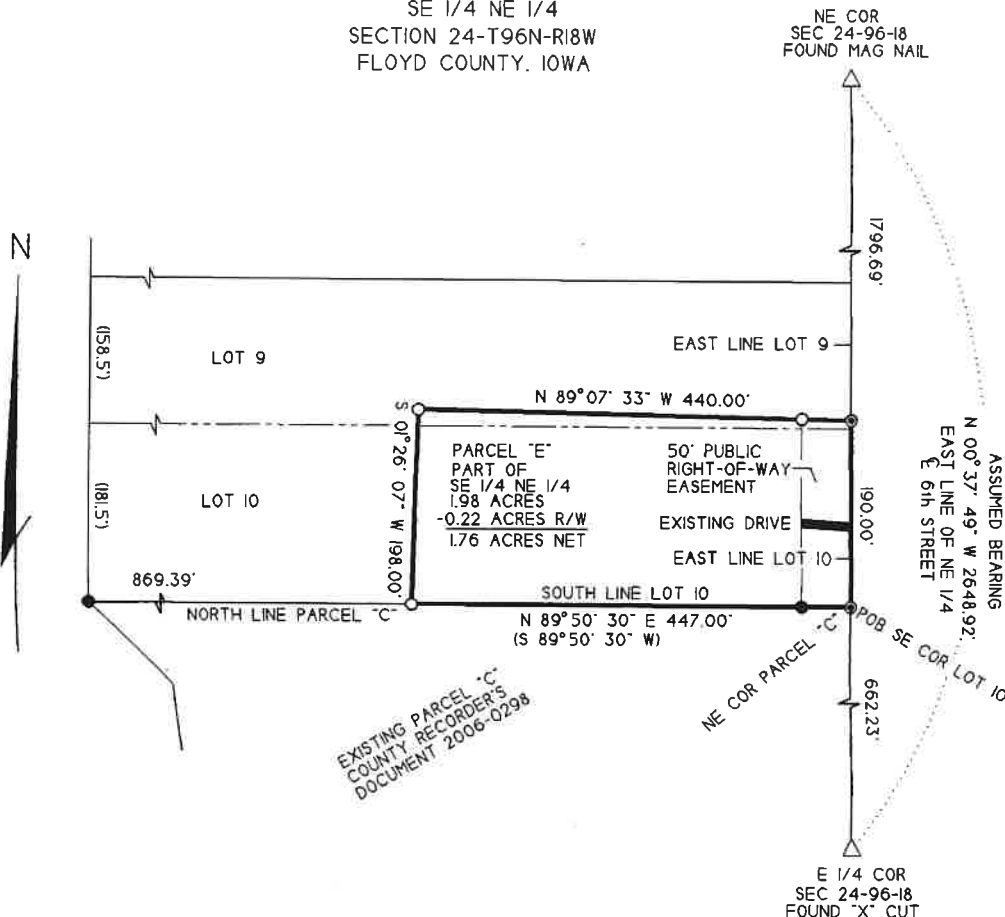 SE 1/4 NE 1/4
SECTION 24-T96N-R18W
FLOYD COUNTY, IOWA
NE COR
SEC 24-96-18
FOUND MAG NAIL
N
1796.69'
(158.5')
LOT 9
EAST LINE LOT 9
N 89°07' 33" W 440.00'
S 01°26' 07" W 198.00'
PARCEL "E"
PART OF
SE 1/4 NE 1/4
1.98 ACRES
-0.22 ACRES R/W
1.76 ACRES NET
50' PUBLIC
RIGHT-OF-WAY
EASEMENT
EXISTING DRIVE
EAST LINE LOT 10
190.00'
ASSUMED BEARING
N 00°37' 49" W 2648.92'
EAST LINE OF NE 1/4
℄ E 6th STREET
(181.5')
LOT 10
869.39'
NORTH LINE PARCEL "C"
SOUTH LINE LOT 10
N 89°50' 30" E 447.00'
(S 89°50' 30" W)
POB SE COR LOT 10
NE COR PARCEL "C"
662.23'
EXISTING PARCEL "C"
COUNTY RECORDER'S
DOCUMENT 2006-0298
E 1/4 COR
SEC 24-96-18
FOUND "X" CUT